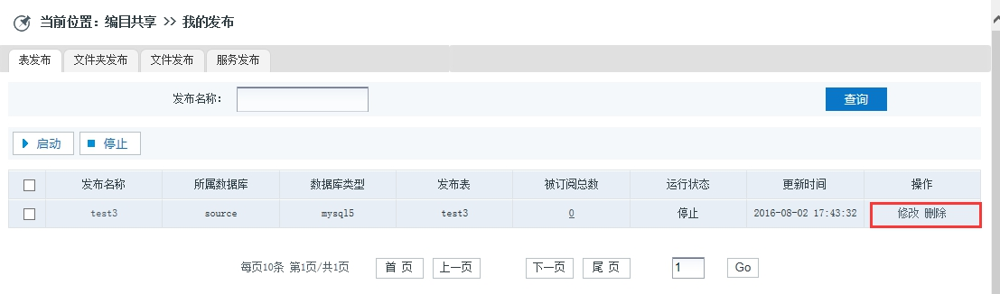 当前位置: 编目共享 >> 我的发布
表发布 文件夹发布 文件发布 服务发布
发布名称: 查询
启动 停止
发布名称 所属数据库 数据库类型 发布表 被订阅总数 运行状态 更新时间 操作
test3 source mysql5 test3 0 停止 2016-08-02 17:43:32 修改 删除
每页10条 第1页/共1页 首 页 上一页 下一页 尾 页 1 Go